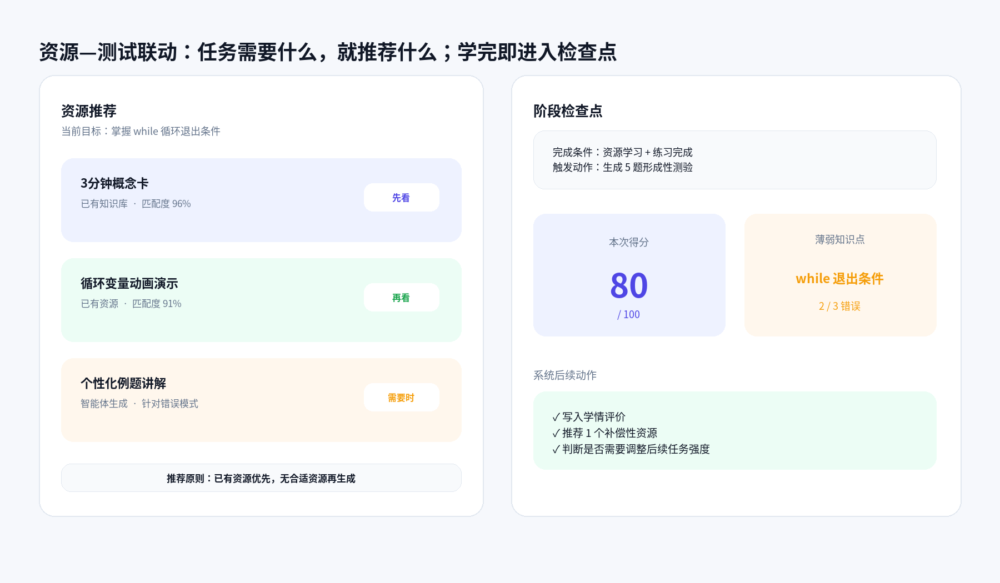 资源—测试联动：任务需要什么，就推荐什么；学完即进入检查点
资源推荐
当前目标：掌握 while 循环退出条件
3分钟概念卡
已有知识库 · 匹配度 96%
先看
循环变量动画演示
已有资源 · 匹配度 91%
再看
个性化例题讲解
智能体生成 · 针对错误模式
需要时
推荐原则：已有资源优先，无合适资源再生成
阶段检查点
完成条件：资源学习 + 练习完成
触发动作：生成 5 题形成性测验
本次得分
80
/ 100
薄弱知识点
while 退出条件
2 / 3 错误
系统后续动作
✓ 写入学情评价
✓ 推荐 1 个补偿性资源
✓ 判断是否需要调整后续任务强度